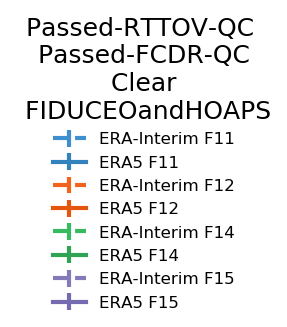 Passed-RTTOV-QC
Passed-FCDR-QC
Clear
FIDUCEOandHOAPS
ERA-Interim F11
ERA5 F11
ERA-Interim F12
ERA5 F12
ERA-Interim F14
ERA5 F14
ERA-Interim F15
ERA5 F15